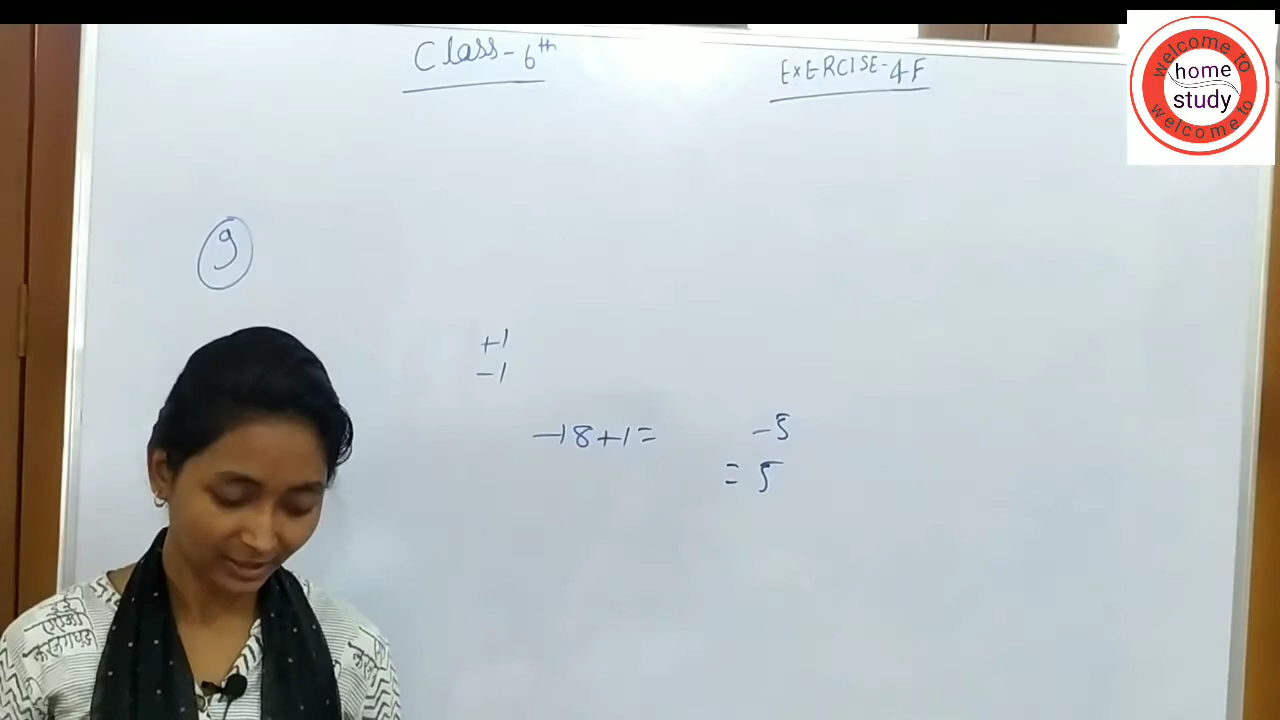 Class-6th
EXERCISE-4F
welcome to
home
study
welcome to
9
+1
-1
-18+1=
-5
= 5